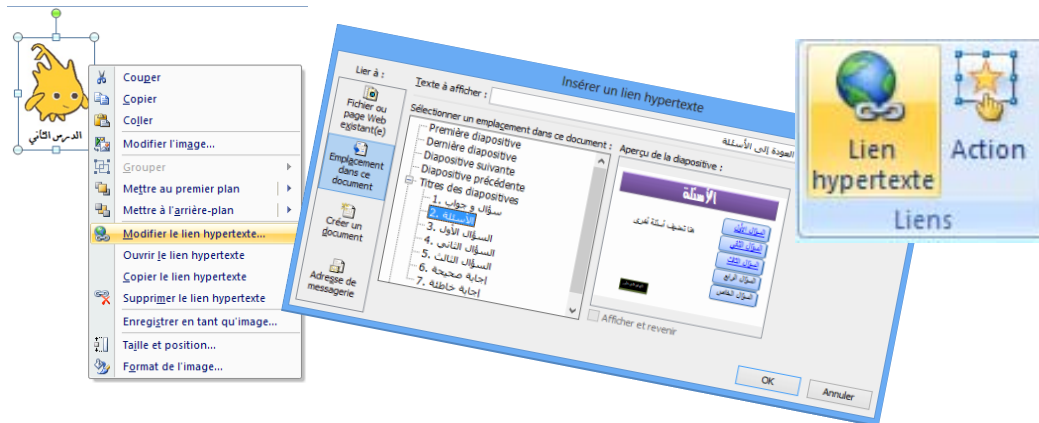 الدرس الثاني
Couper
Copier
Coller
Modifier l'image...
Grouper
Mettre au premier plan
Mettre à l'arrière-plan
Modifier le lien hypertexte...
Ouvrir le lien hypertexte
Copier le lien hypertexte
Supprimer le lien hypertexte
Enregistrer en tant qu'image...
Taille et position...
Format de l'image...
Insérer un lien hypertexte
Lier à :
Texte à afficher :
العودة إلى الأسئلة
Fichier ou
page Web
existant(e)
Emplacement
dans ce
document
Créer un
document
Adresse de
messagerie
Sélectionner un emplacement dans ce document :
Première diapositive
Dernière diapositive
Diapositive suivante
Diapositive précédente
Titres des diapositives
1. سؤال و جواب
2. الأسئلة
3. السؤال الأول
4. السؤال الثاني
5. السؤال الثالث
6. اجابة صحيحة
7. اجابة خاطئة
Aperçu de la diapositive :
الأسئلة
هنا تضيف أسئلة أخرى
السؤال الأول
السؤال الثاني
السؤال الثالث
السؤال الرابع
السؤال الخامس
Afficher et revenir
OK
Annuler
Lien
hypertexte
Action
Liens